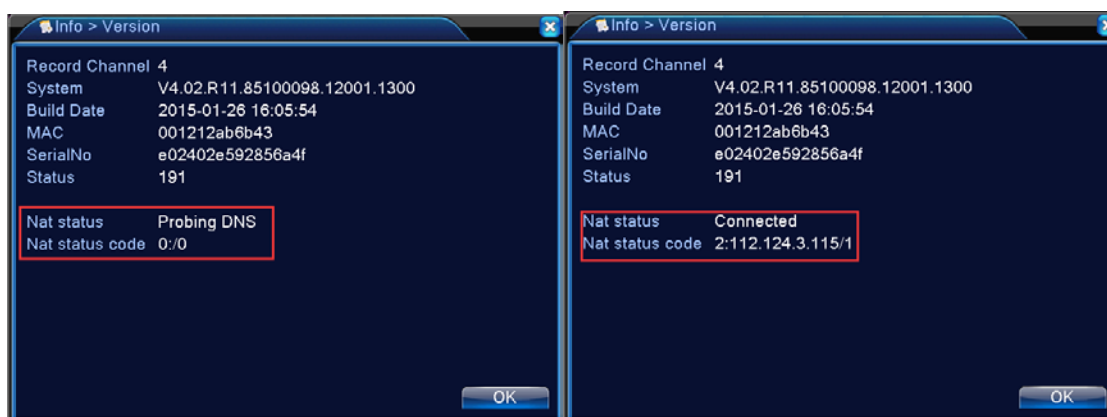 Info > Version
Record Channel 4
System V4.02.R11.85100098.12001.1300
Build Date 2015-01-26 16:05:54
MAC 001212ab6b43
SerialNo e02402e592856a4f
Status 191
Nat status Probing DNS
Nat status code 0:/0
OK
Info > Version
Record Channel 4
System V4.02.R11.85100098.12001.1300
Build Date 2015-01-26 16:05:54
MAC 001212ab6b43
SerialNo e02402e592856a4f
Status 191
Nat status Connected
Nat status code 2:112.124.3.115/1
OK